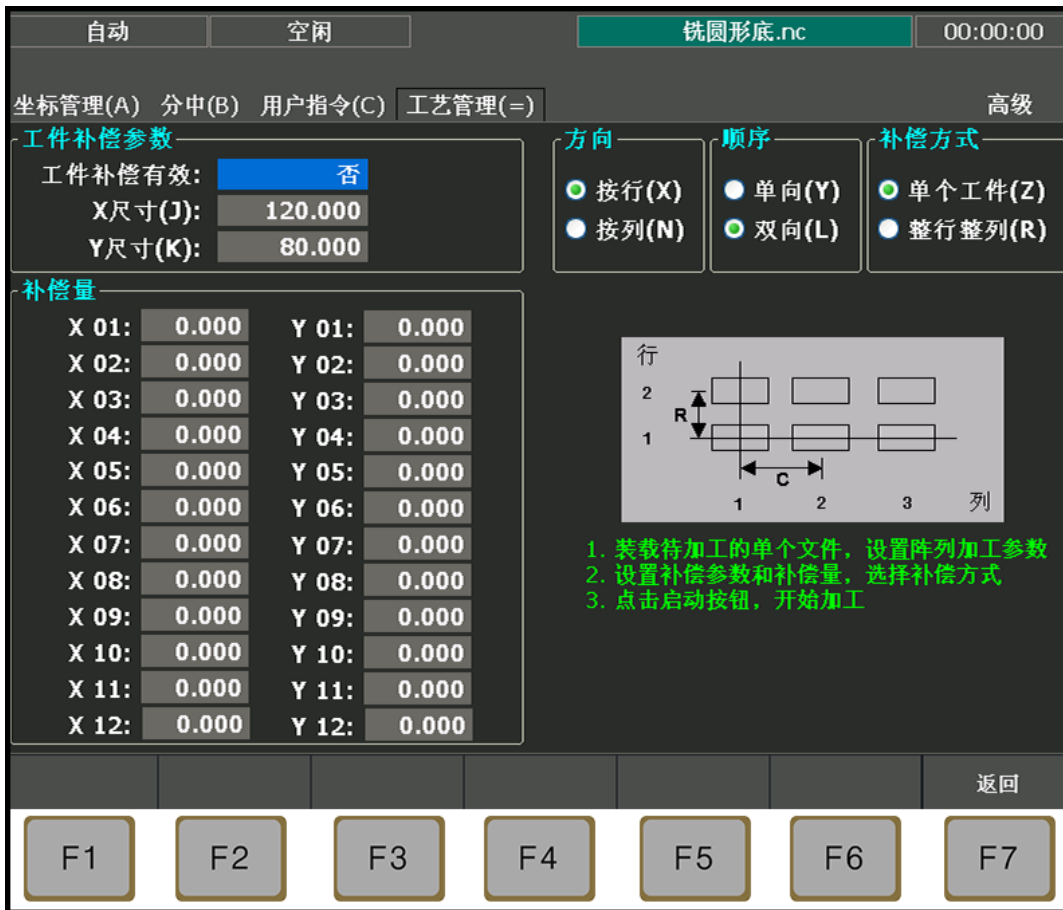 自动 空闲 铣圆形底.nc 00:00:00
坐标管理(A) 分中(B) 用户指令(C) 工艺管理(=) 高级
工件补偿参数 方向 顺序 补偿方式
工件补偿有效: 否
按行(X) 单向(Y) 单个工件(Z)
X尺寸(J): 120.000
按列(N) 双向(L) 整行整列(R)
Y尺寸(K): 80.000
补偿量
X 01: 0.000 Y 01: 0.000
X 02: 0.000 Y 02: 0.000
X 03: 0.000 Y 03: 0.000
X 04: 0.000 Y 04: 0.000
X 05: 0.000 Y 05: 0.000
X 06: 0.000 Y 06: 0.000
X 07: 0.000 Y 07: 0.000
X 08: 0.000 Y 08: 0.000
X 09: 0.000 Y 09: 0.000
X 10: 0.000 Y 10: 0.000
X 11: 0.000 Y 11: 0.000
X 12: 0.000 Y 12: 0.000
行
2
R
1
C
1 2 3 列
1. 装载待加工的单个文件，设置阵列加工参数
2. 设置补偿参数和补偿量，选择补偿方式
3. 点击启动按钮，开始加工
返回
F1 F2 F3 F4 F5 F6 F7